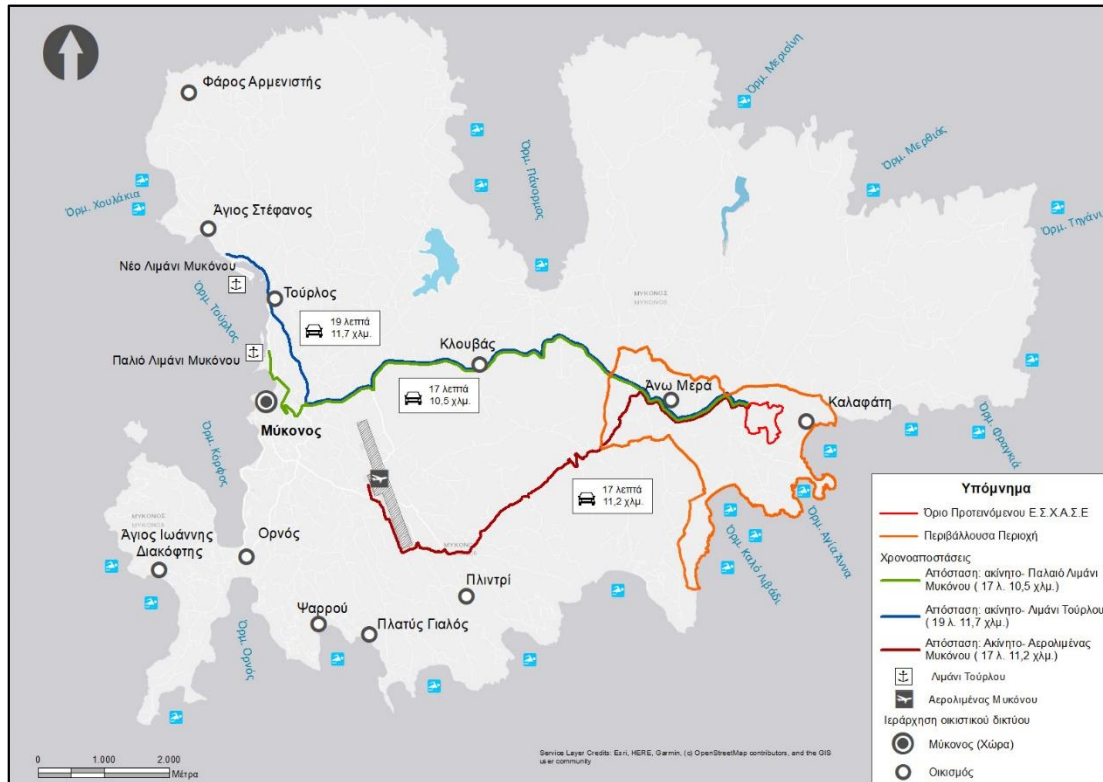 Φάρος Αρμενιστής
Όρμ. Μερσίνη
Όρμ. Πάνορμος
Όρμ. Μερθιάς
Όρμ. Τηγάνι
Όρμ. Χουλάκια
Άγιος Στέφανος
Νέο Λιμάνι Μυκόνου
Όρμ. Τούρλος
Τούρλος
ΜΥΚΟΝΟΣ
MYKONOS
19 λεπτά
11,7 χλμ.
Παλιό Λιμάνι Μυκόνου
Κλουβάς
17 λεπτά
10,5 χλμ.
Άνω Μερά
Καλαφάτη
Μύκονος
Όρμ. Κόρφος
Όρμ. Φραγκιά
17 λεπτά
11,2 χλμ.
Όρμ. Αγία Άννα
Όρμ. Καλό Λιβάδι
ΜΥΚΟΝΟΣ
MYKONOS
Άγιος Ιωάννης
Διακόφτης
Ορνός
ΜΥΚΟΝΟΣ
Πλιντρί
Ψαρρού
Πλατύς Γιαλός
Όρμ. Ορνός
Υπόμνημα
Όριο Προτεινόμενου Ε.Σ.Χ.Α.Σ.Ε
Περιβάλλουσα Περιοχή
Χρονοαποστάσεις
Απόσταση: ακίνητο- Παλαιό Λιμάνι
Μυκόνου ( 17 λ. 10,5 χλμ.)
Απόσταση: ακίνητο- Λιμάνι Τούρλου
( 19 λ. 11,7 χλμ.)
Απόσταση: Ακίνητο- Αερολιμένας
Μυκόνου ( 17 λ. 11,2 χλμ.)
Λιμάνι Τούρλου
Αερολιμένας Μυκόνου
Ιεράρχηση οικιστικού δικτύου
Μύκονος (Χώρα)
Οικισμός
0 1.000 2.000
Μέτρα
Service Layer Credits: Esri, HERE, Garmin, (c) OpenStreetMap contributors, and the GIS
user community